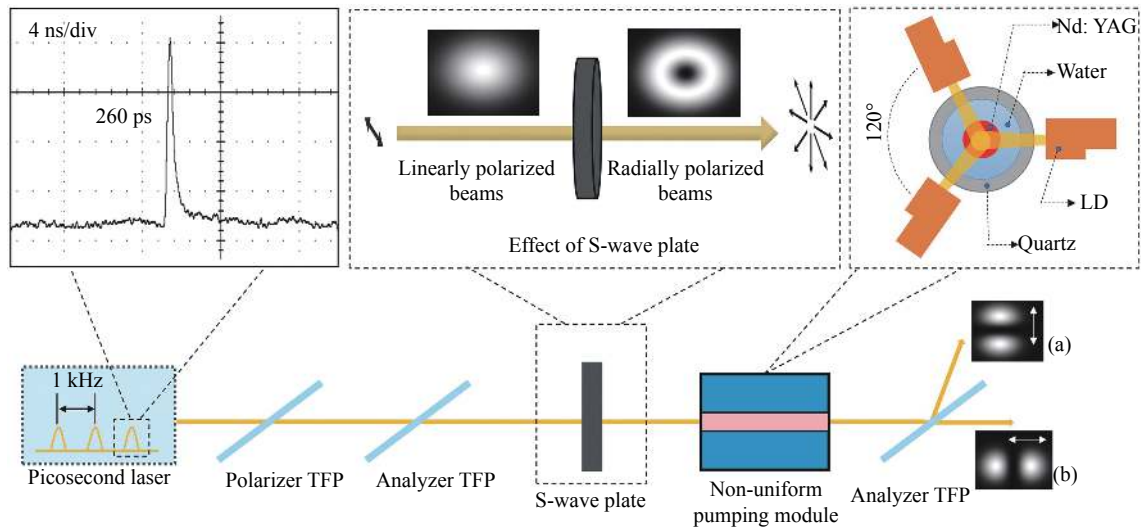 4 ns/div
260 ps
Linearly polarized
beams
Radially polarized
beams
Effect of S-wave plate
120°
Nd: YAG
Water
LD
Quartz
1 kHz
Picosecond laser
Polarizer TFP
Analyzer TFP
S-wave plate
Non-uniform
pumping module
Analyzer TFP
(a)
(b)